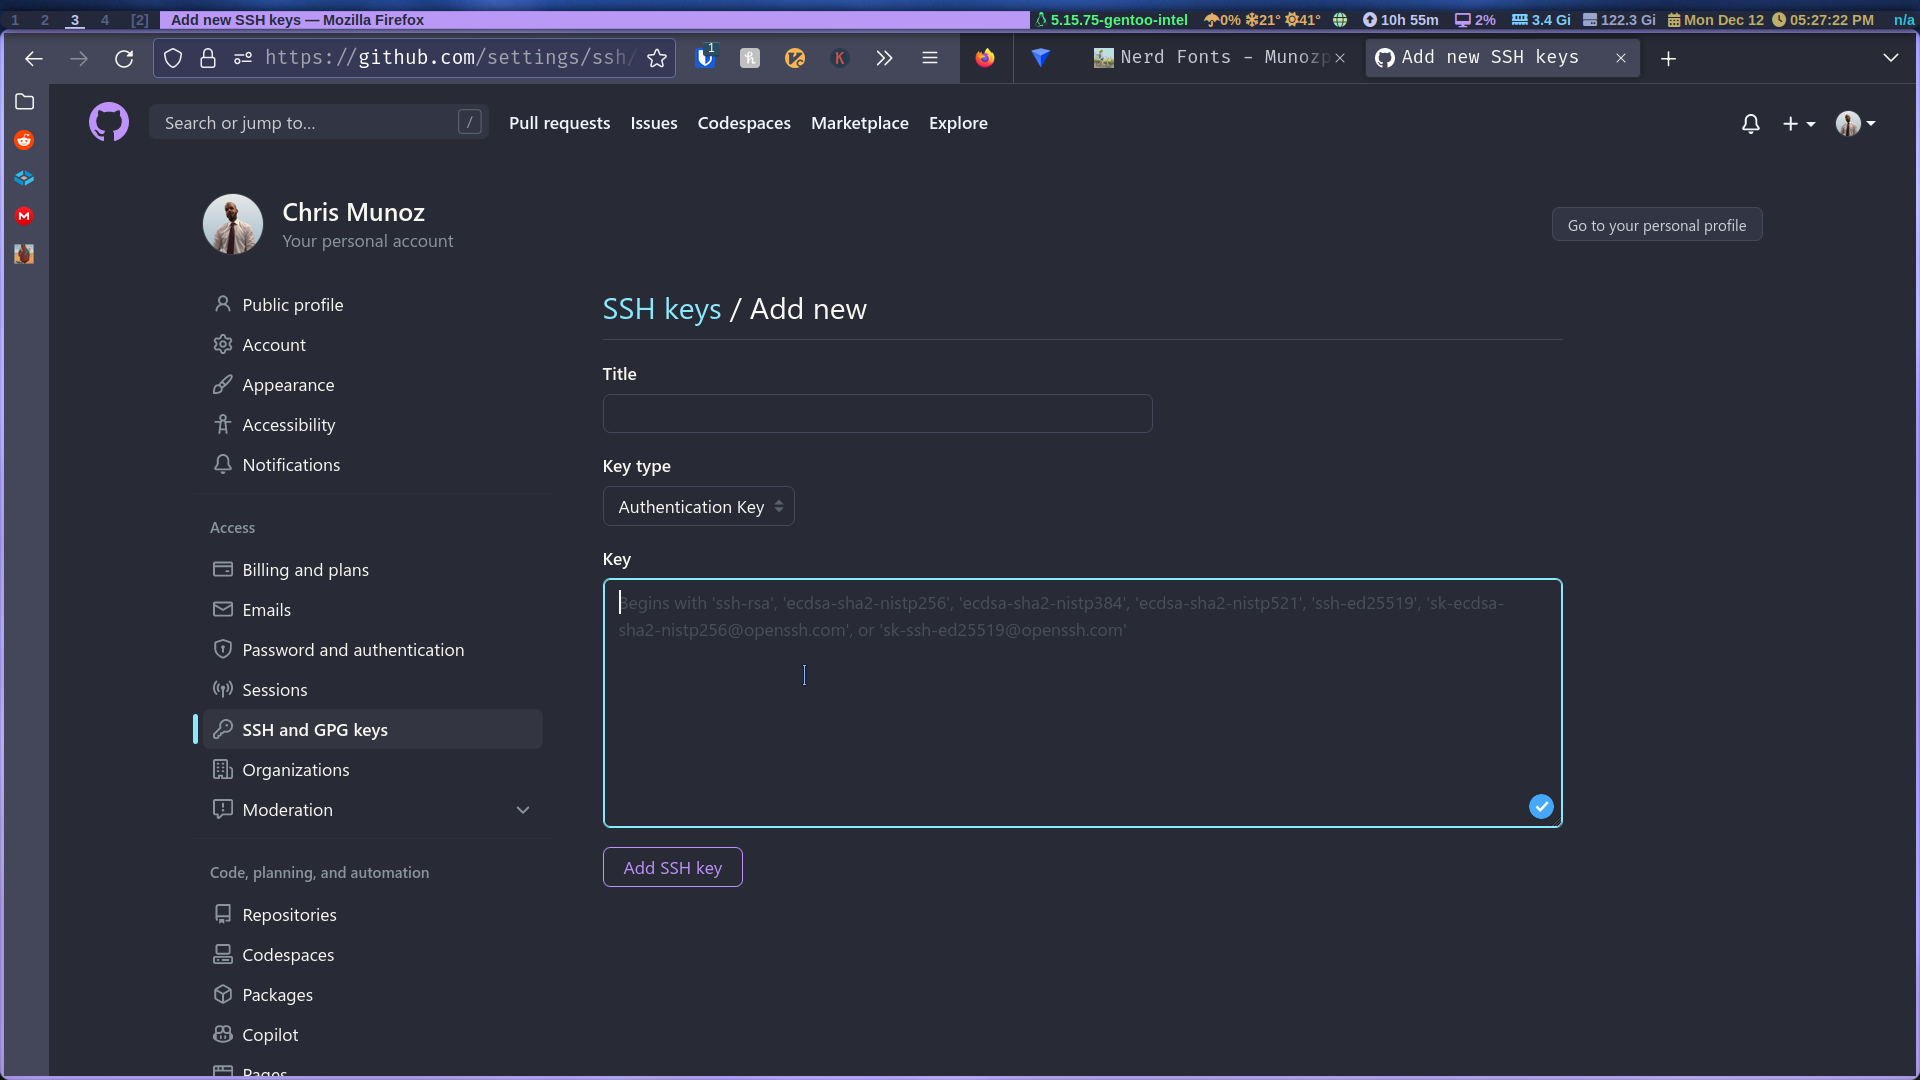 1 2 3 4 [2] Add new SSH keys — Mozilla Firefox 5.15.75-gentoo-intel 0% 21° 41° 10h 55m 2% 3.4 Gi 122.3 Gi Mon Dec 12 05:27:22 PM n/a
https://github.com/settings/ssh/ 1 K Nerd Fonts - Munozp Add new SSH keys
Search or jump to... / Pull requests Issues Codespaces Marketplace Explore
Chris Munoz
Your personal account
Go to your personal profile
Public profile
Account
Appearance
Accessibility
Notifications
Access
Billing and plans
Emails
Password and authentication
Sessions
SSH and GPG keys
Organizations
Moderation
Code, planning, and automation
Repositories
Codespaces
Packages
Copilot
Pages
SSH keys / Add new
Title
Key type
Authentication Key
Key
Begins with 'ssh-rsa', 'ecdsa-sha2-nistp256', 'ecdsa-sha2-nistp384', 'ecdsa-sha2-nistp521', 'ssh-ed25519', 'sk-ecdsa-
sha2-nistp256@openssh.com', or 'sk-ssh-ed25519@openssh.com'
Add SSH key